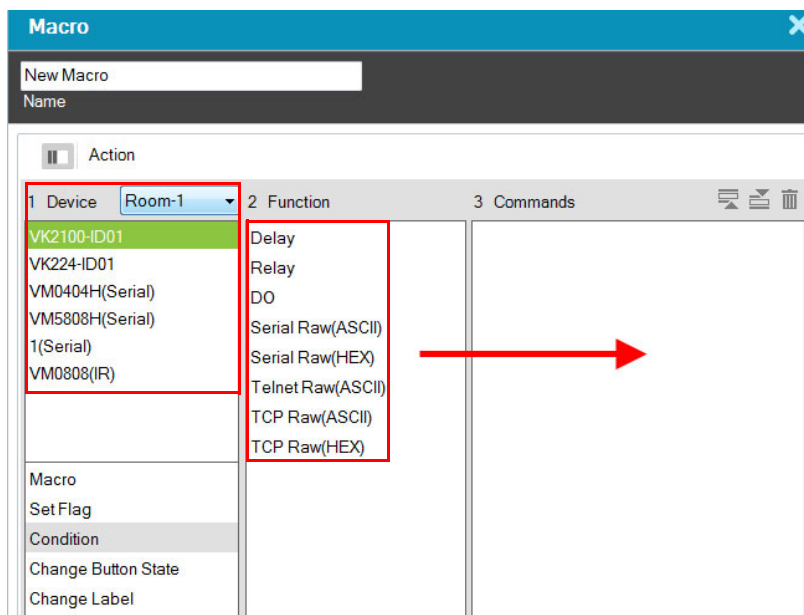 Macro
New Macro
Name
Action
1 Device Room-1
2 Function
3 Commands
VK2100-ID01
VK224-ID01
VM0404H(Serial)
VM5808H(Serial)
1(Serial)
VM0808(IR)
Delay
Relay
DO
Serial Raw(ASCII)
Serial Raw(HEX)
Telnet Raw(ASCII)
TCP Raw(ASCII)
TCP Raw(HEX)
Macro
Set Flag
Condition
Change Button State
Change Label